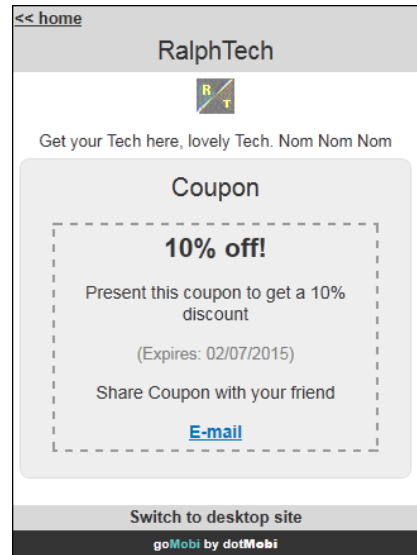 << home
RalphTech
R
T
Get your Tech here, lovely Tech. Nom Nom Nom
Coupon
10% off!
Present this coupon to get a 10%
discount
(Expires: 02/07/2015)
Share Coupon with your friend
E-mail
Switch to desktop site
goMobi by dotMobi